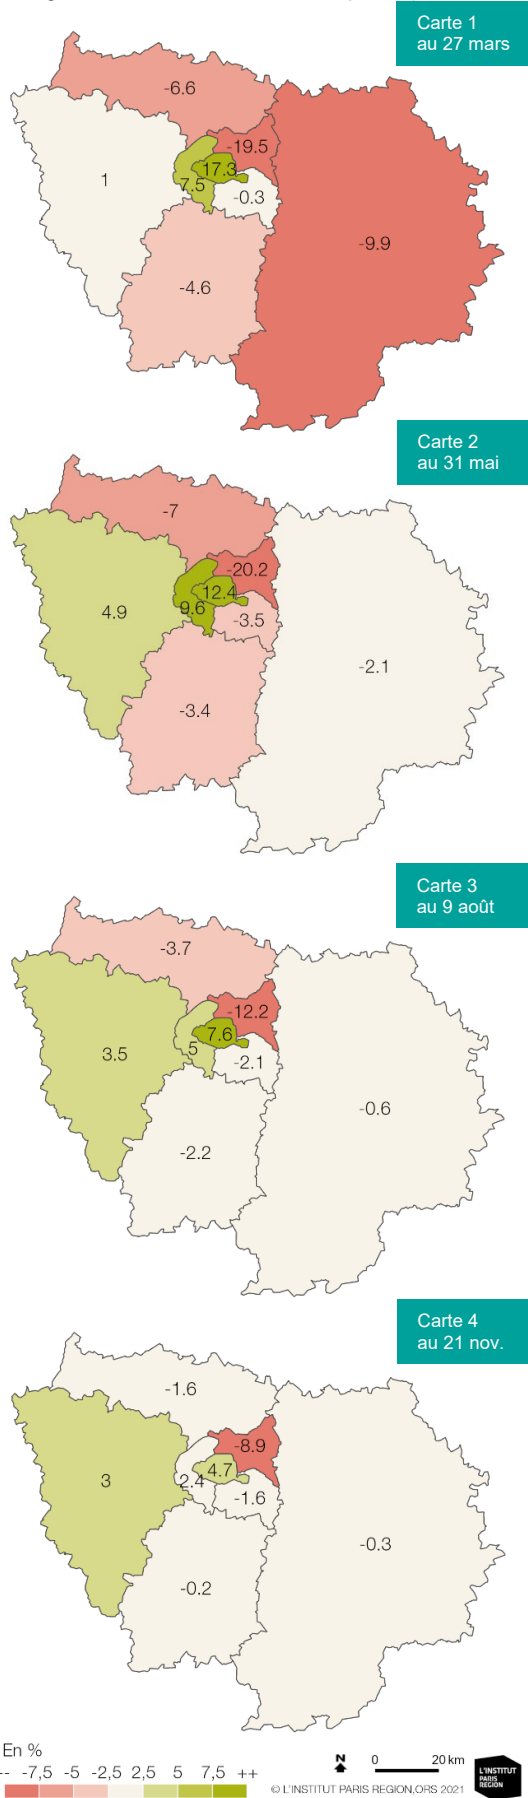 Carte 1
au 27 mars
-6.6
-19.5
17.3
1
7.5
-0.3
-9.9
-4.6
Carte 2
au 31 mai
-7
-20.2
12.4
9.6
4.9
-3.5
-2.1
-3.4
Carte 3
au 9 août
-3.7
-12.2
7.6
5
3.5
-2.1
-0.6
-2.2
Carte 4
au 21 nov.
-1.6
-8.9
4.7
3
2.4
-1.6
-0.3
-0.2
En %
-- -7,5 -5 -2,5 2,5 5 7,5 ++
N 0 20 km
© L'INSTITUT PARIS REGION,ORS 2021
L'INSTITUT
PARIS
REGION